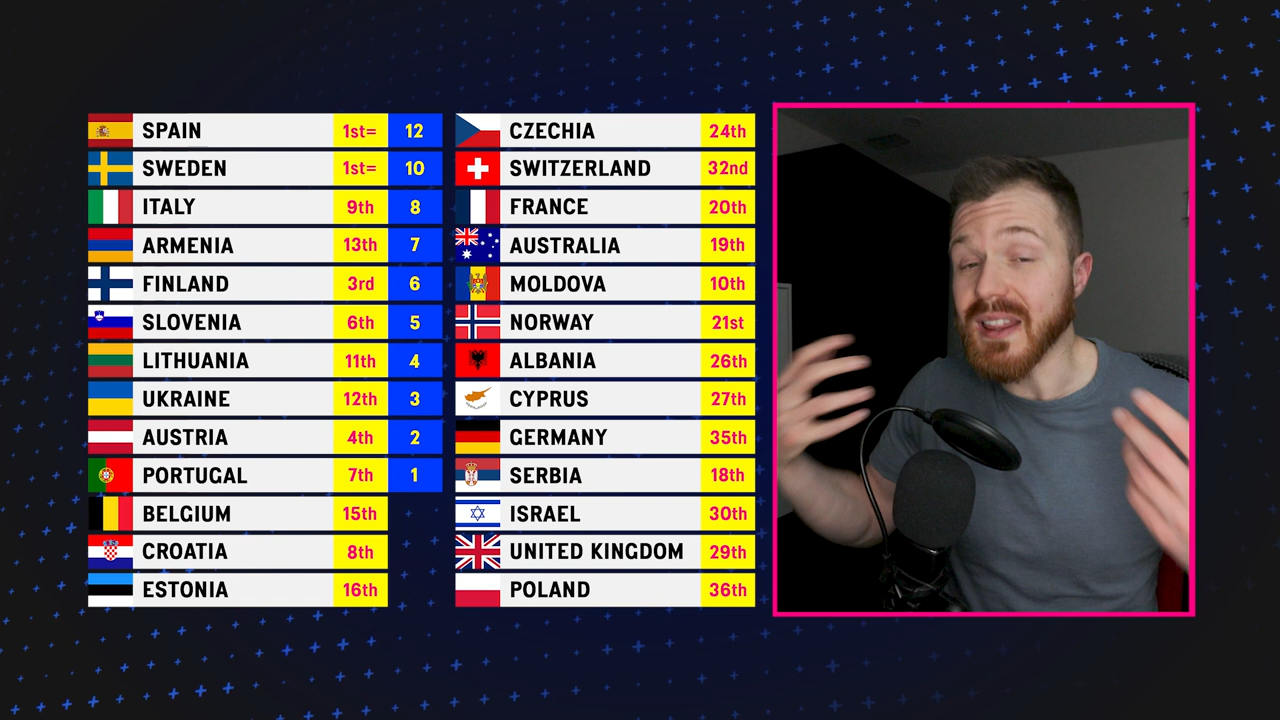 SPAIN 1st= 12
SWEDEN 1st= 10
ITALY 9th 8
ARMENIA 13th 7
FINLAND 3rd 6
SLOVENIA 6th 5
LITHUANIA 11th 4
UKRAINE 12th 3
AUSTRIA 4th 2
PORTUGAL 7th 1
BELGIUM 15th
CROATIA 8th
ESTONIA 16th
CZECHIA 24th
SWITZERLAND 32nd
FRANCE 20th
AUSTRALIA 19th
MOLDOVA 10th
NORWAY 21st
ALBANIA 26th
CYPRUS 27th
GERMANY 35th
SERBIA 18th
ISRAEL 30th
UNITED KINGDOM 29th
POLAND 36th